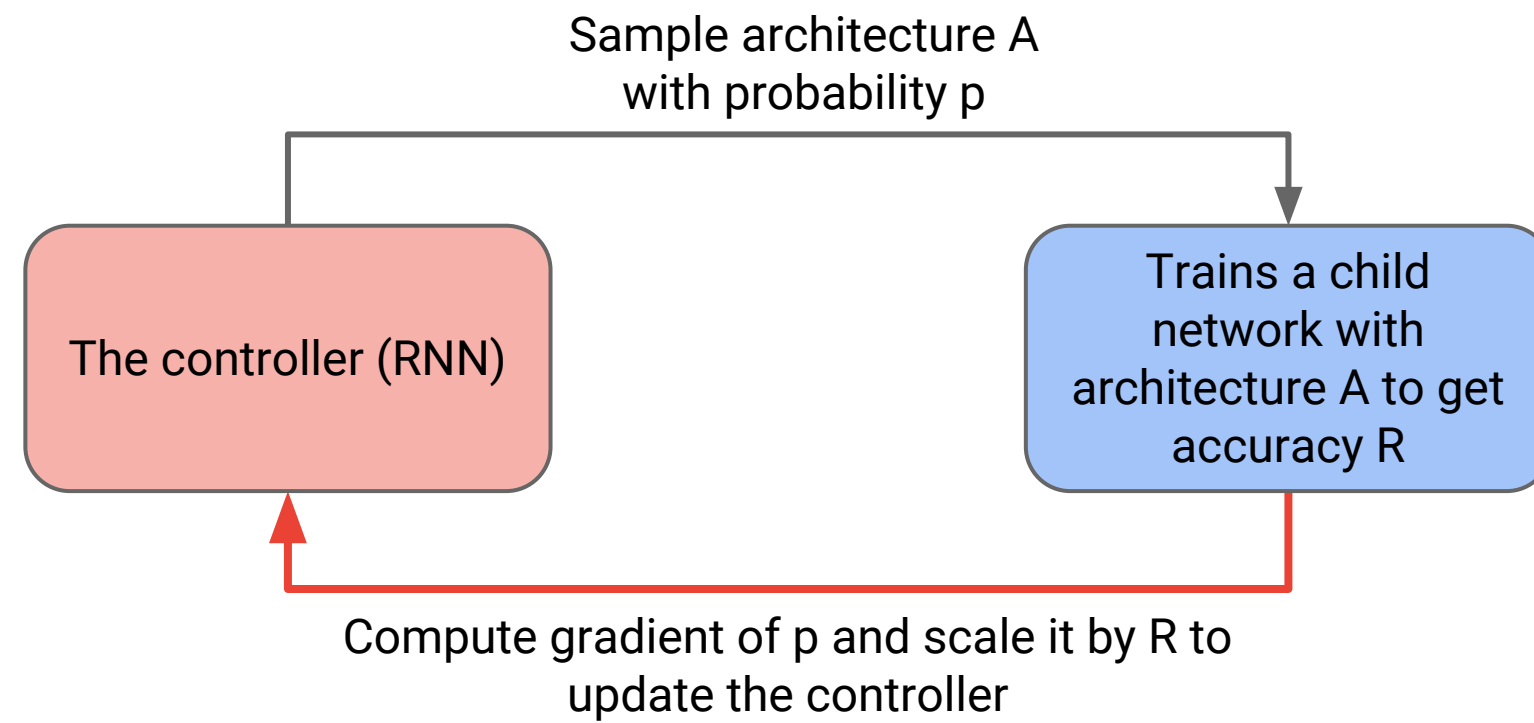 Sample architecture A
with probability p
The controller (RNN)
Trains a child
network with
architecture A to get
accuracy R
Compute gradient of p and scale it by R to
update the controller